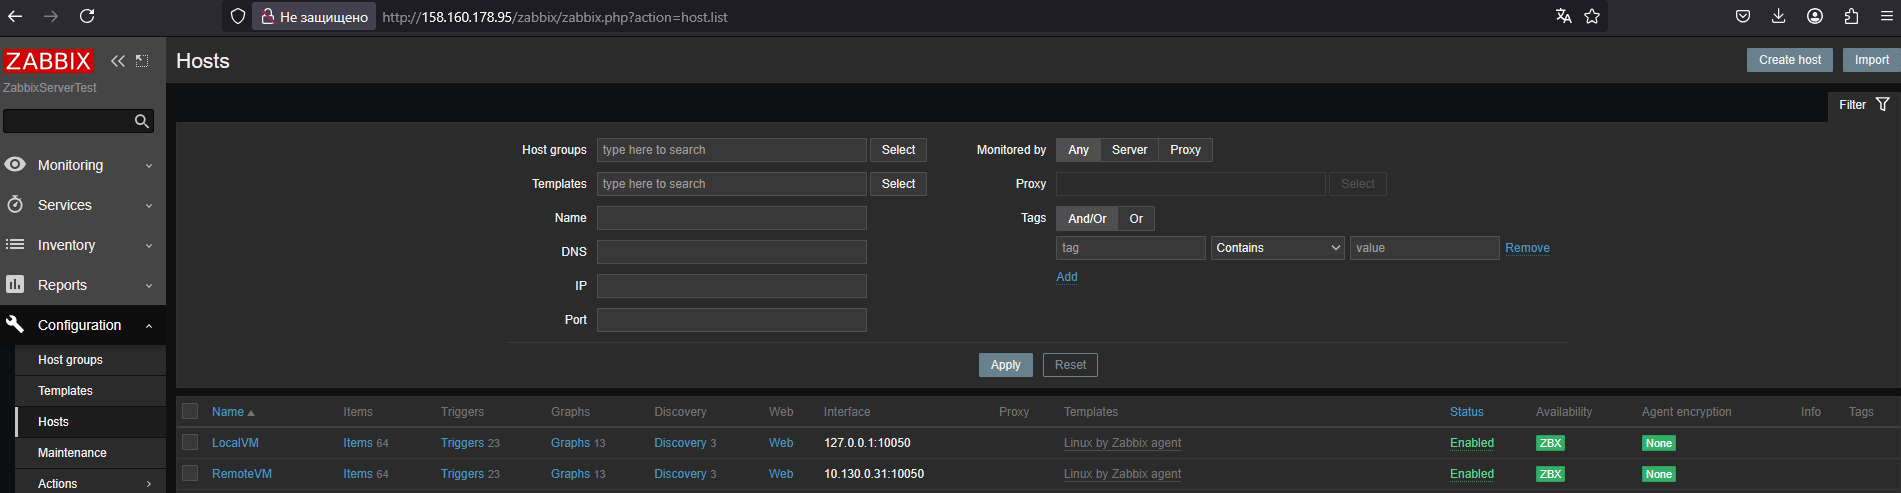 Не защищено http://158.160.178.95/zabbix/zabbix.php?action=host.list
ZABBIX
ZabbixServerTest
Monitoring
Services
Inventory
Reports
Configuration
Host groups
Templates
Hosts
Maintenance
Actions
Hosts
Create host Import
Filter
Host groups type here to search Select
Templates type here to search Select
Name
DNS
IP
Port
Monitored by Any Server Proxy
Proxy Select
Tags And/Or Or
tag Contains value Remove
Add
Apply Reset
Name Items Triggers Graphs Discovery Web Interface Proxy Templates Status Availability Agent encryption Info Tags
LocalVM Items 64 Triggers 23 Graphs 13 Discovery 3 Web 127.0.0.1:10050 Linux by Zabbix agent Enabled ZBX None
RemoteVM Items 64 Triggers 23 Graphs 13 Discovery 3 Web 10.130.0.31:10050 Linux by Zabbix agent Enabled ZBX None